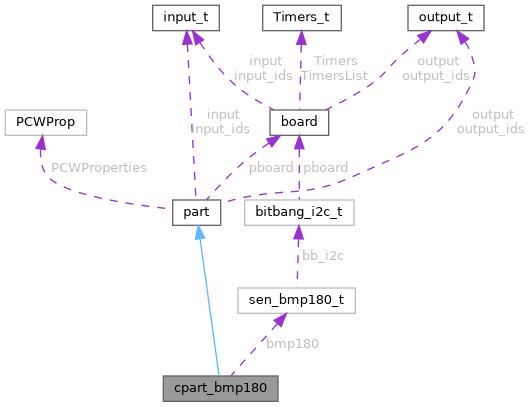 input_t
Timers_t
output_t
input
input_ids
Timers
TimersList
output
output_ids
PCWProp
input
input_ids
board
output
output_ids
PCWProperties
pboard
pboard
part
bitbang_i2c_t
bb_i2c
sen_bmp180_t
bmp180
cpart_bmp180